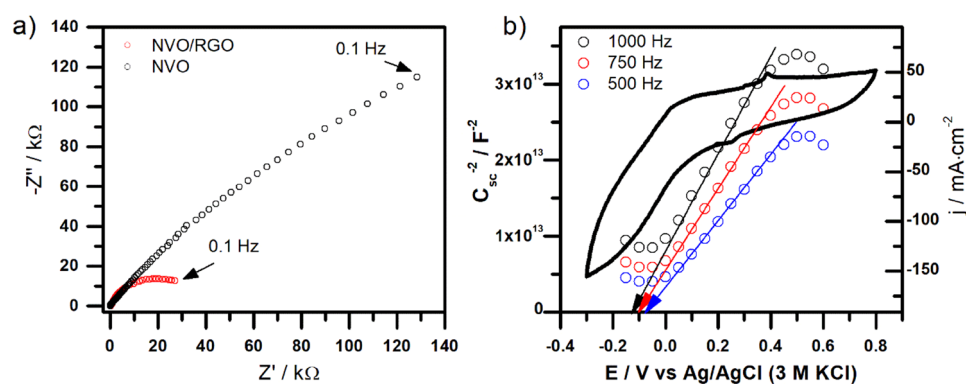 a)
NVO/RGO
NVO
0.1 Hz
0.1 Hz
140
120
100
80
60
40
20
0
-Z'' / kΩ
0 20 40 60 80 100 120 140
Z' / kΩ
b)
1000 Hz
750 Hz
500 Hz
3x10¹³
2x10¹³
1x10¹³
0
C_sc⁻² / F⁻²
50
0
-50
-100
-150
j / mA·cm⁻²
-0.4 -0.2 0.0 0.2 0.4 0.6 0.8
E / V vs Ag/AgCl (3 M KCl)